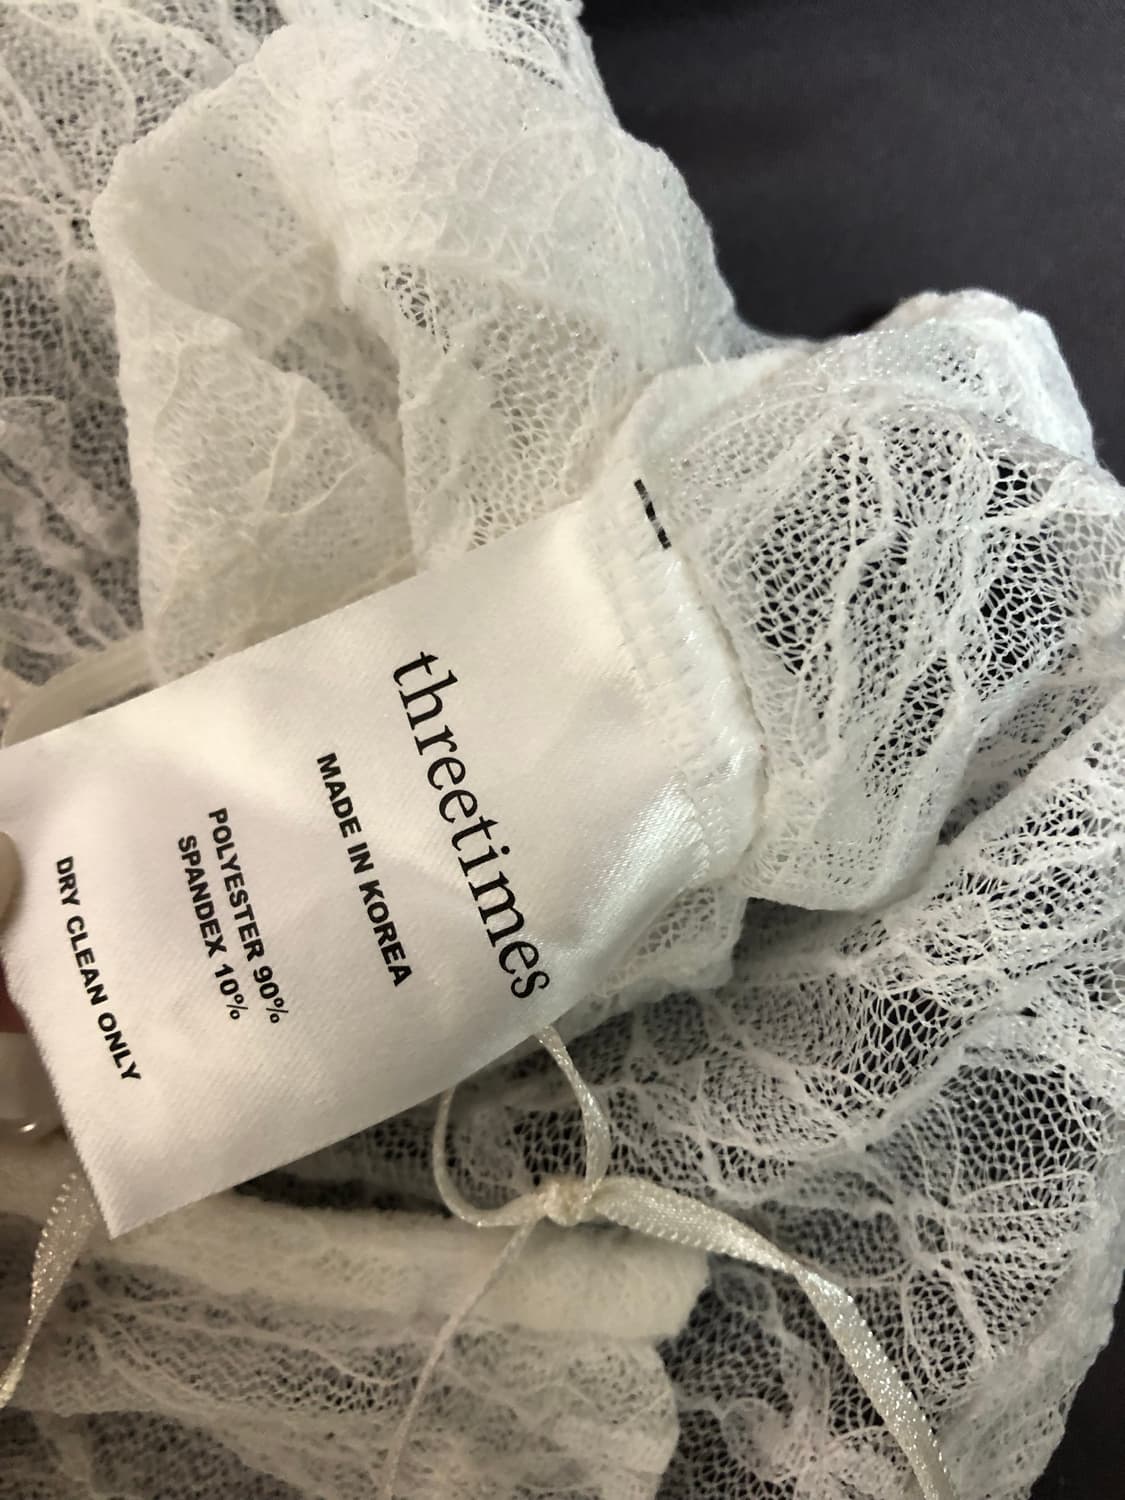 threetimes
MADE IN KOREA
POLYESTER 90%
SPANDEX 10%
DRY CLEAN ONLY